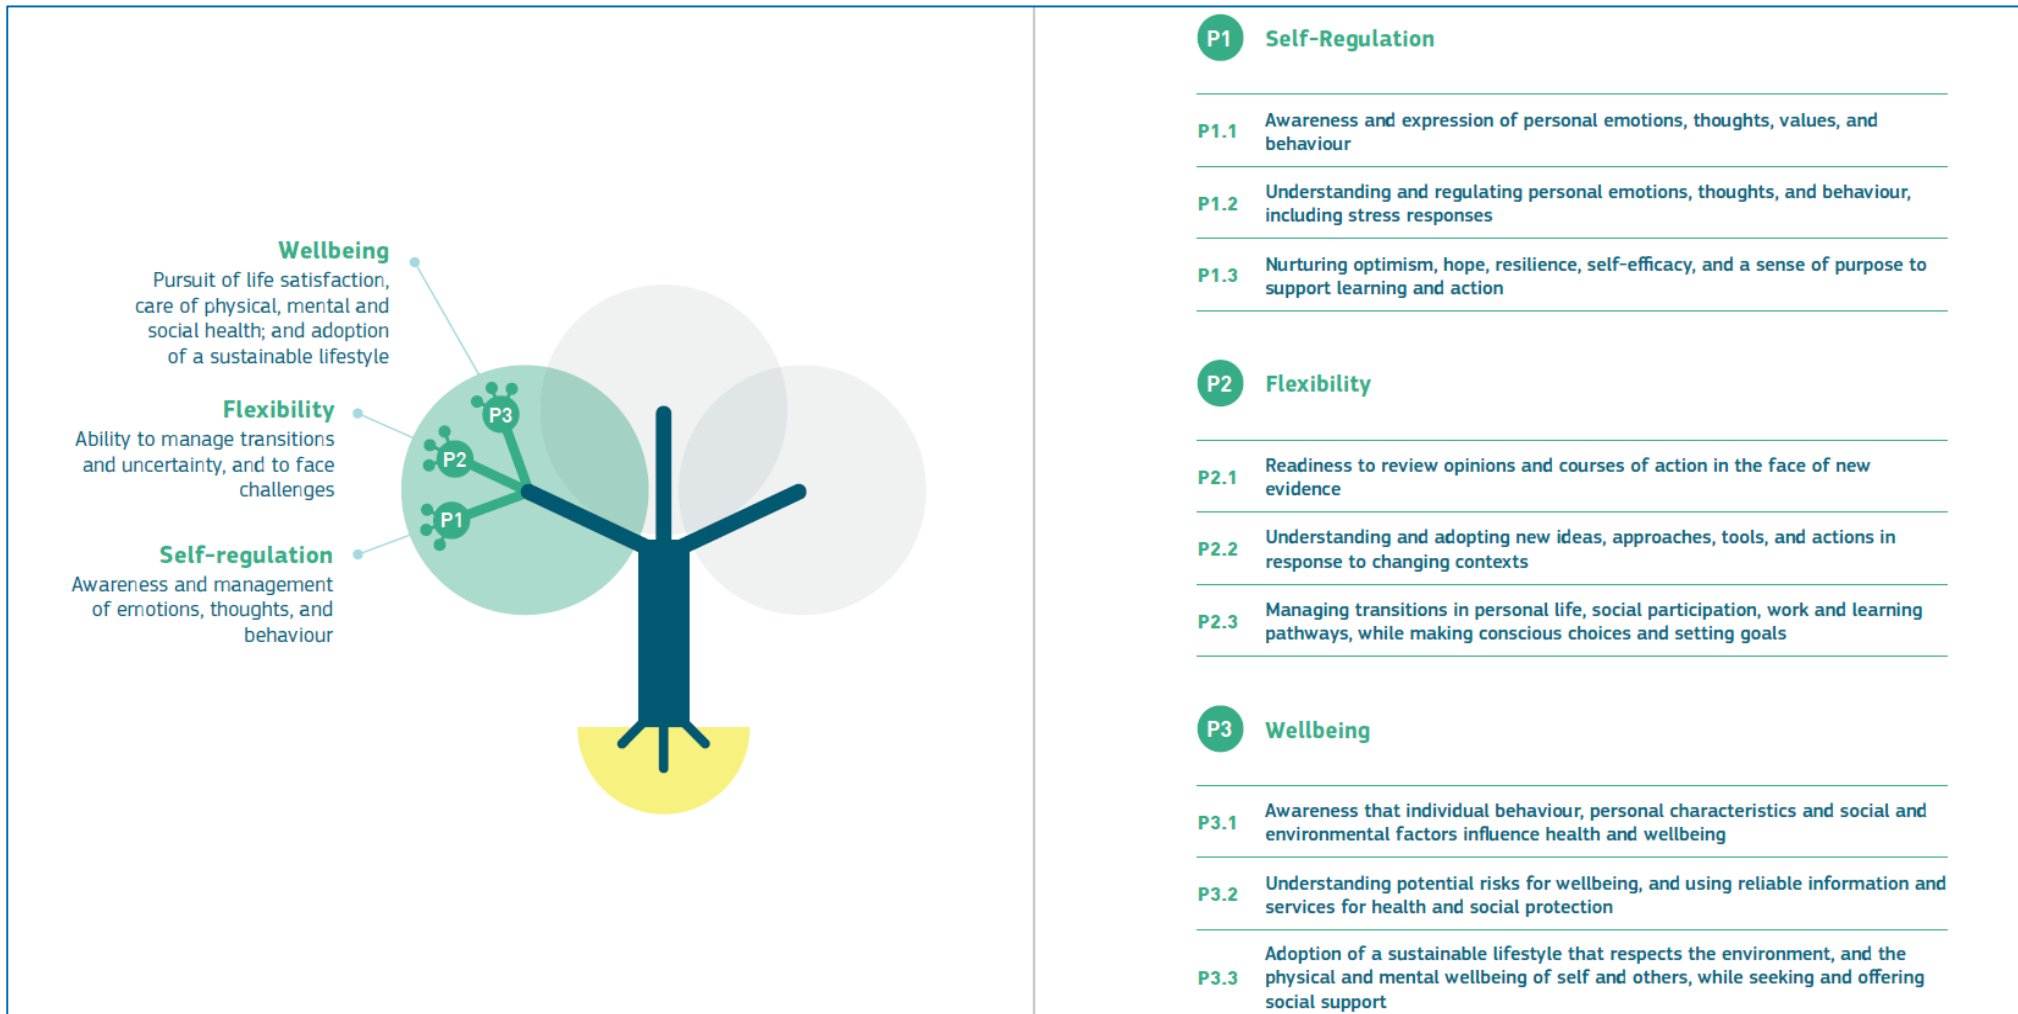 Wellbeing
Pursuit of life satisfaction,
care of physical, mental and
social health; and adoption
of a sustainable lifestyle
Flexibility
Ability to manage transitions
and uncertainty, and to face
challenges
Self-regulation
Awareness and management
of emotions, thoughts, and
behaviour
P3
P2
P1
P1 Self-Regulation
P1.1 Awareness and expression of personal emotions, thoughts, values, and
behaviour
P1.2 Understanding and regulating personal emotions, thoughts, and behaviour,
including stress responses
P1.3 Nurturing optimism, hope, resilience, self-efficacy, and a sense of purpose to
support learning and action
P2 Flexibility
P2.1 Readiness to review opinions and courses of action in the face of new
evidence
P2.2 Understanding and adopting new ideas, approaches, tools, and actions in
response to changing contexts
P2.3 Managing transitions in personal life, social participation, work and learning
pathways, while making conscious choices and setting goals
P3 Wellbeing
P3.1 Awareness that individual behaviour, personal characteristics and social and
environmental factors influence health and wellbeing
P3.2 Understanding potential risks for wellbeing, and using reliable information and
services for health and social protection
P3.3 Adoption of a sustainable lifestyle that respects the environment, and the
physical and mental wellbeing of self and others, while seeking and offering
social support